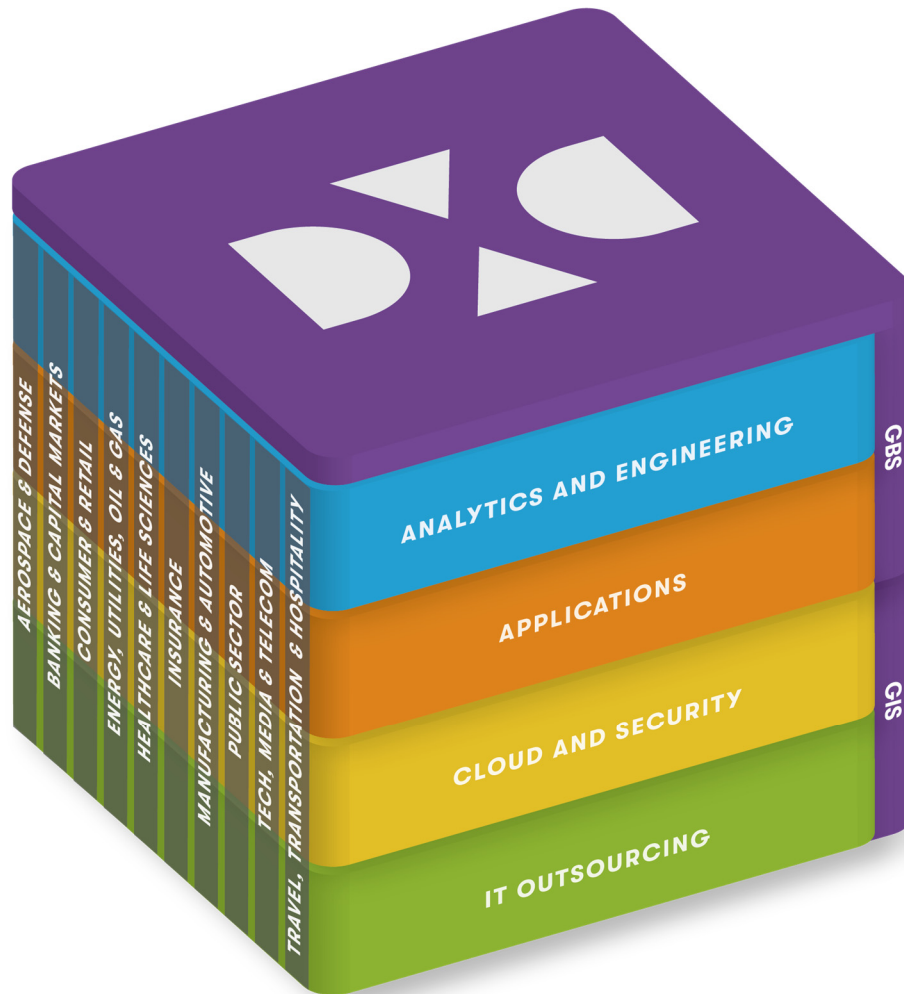 AEROSPACE & DEFENSE
BANKING & CAPITAL MARKETS
CONSUMER & RETAIL
ENERGY, UTILITIES, OIL & GAS
HEALTHCARE & LIFE SCIENCES
INSURANCE
MANUFACTURING & AUTOMOTIVE
PUBLIC SECTOR
TECH, MEDIA & TELECOM
TRAVEL, TRANSPORTATION & HOSPITALITY
ANALYTICS AND ENGINEERING
APPLICATIONS
CLOUD AND SECURITY
IT OUTSOURCING
GBS
GIS